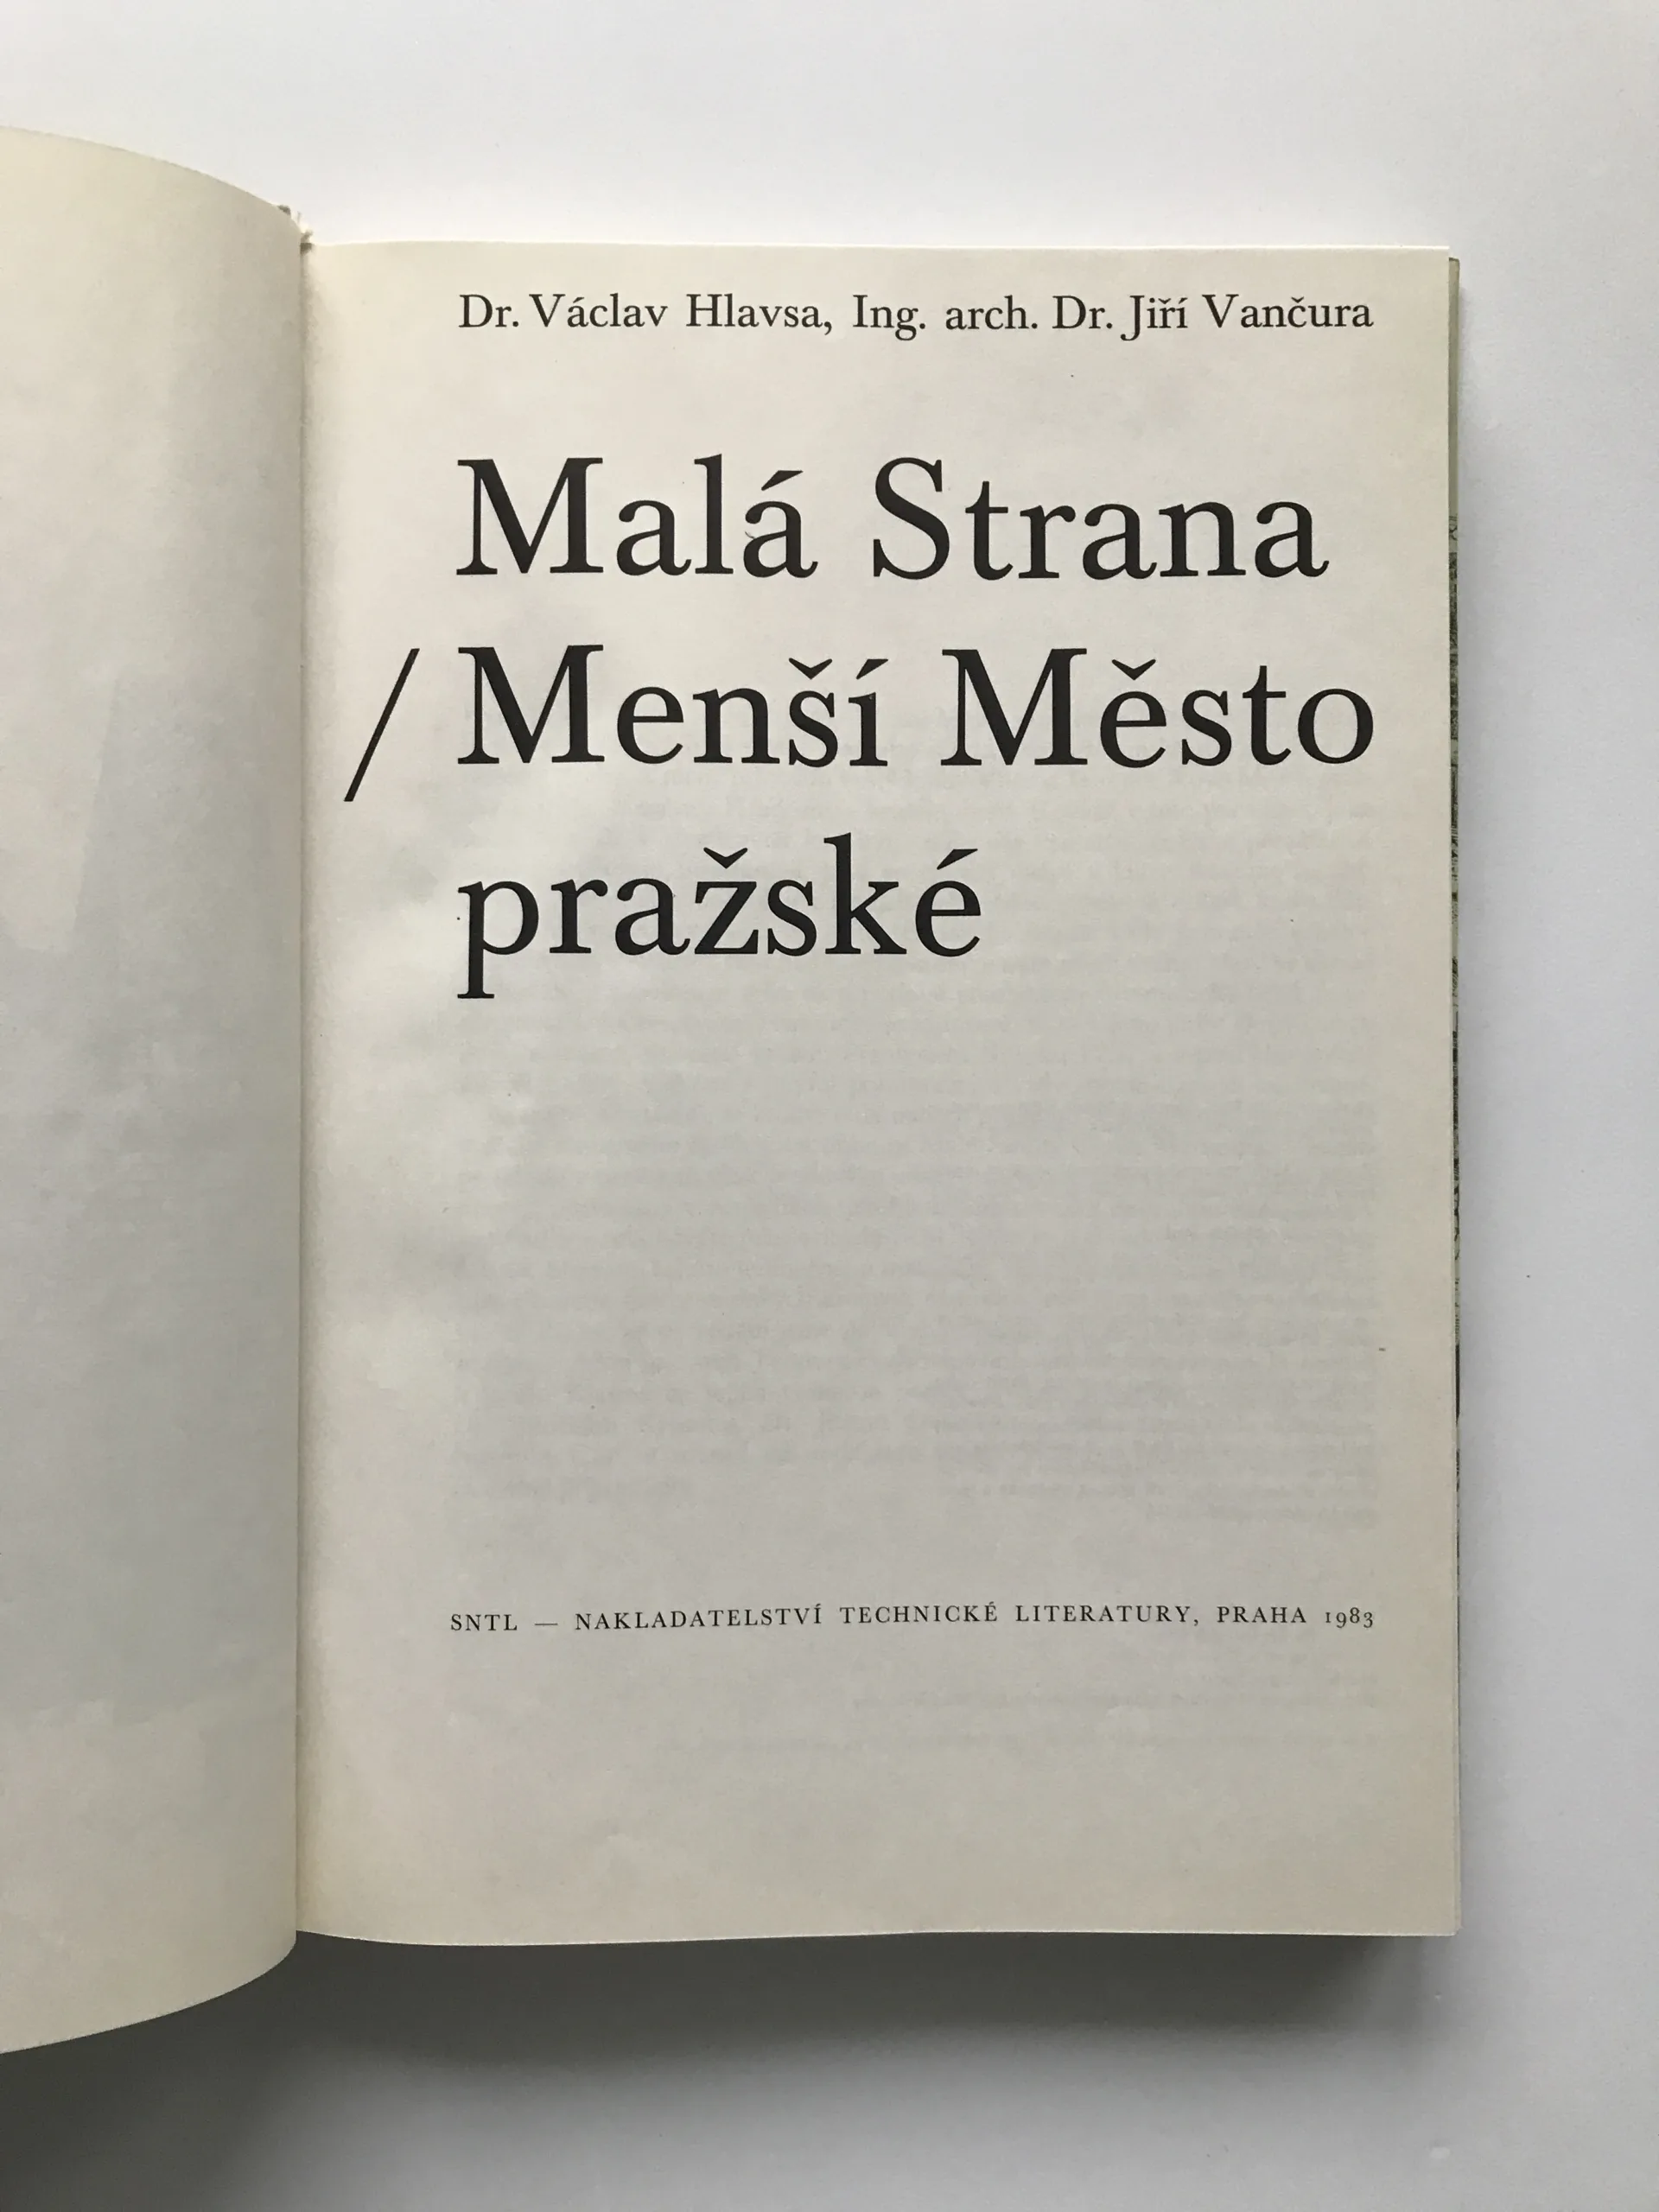 Dr. Václav Hlavsa, Ing. arch. Dr. Jiří Vančura
Malá Strana
/ Menší Město
pražské
SNTL — NAKLADATELSTVÍ TECHNICKÉ LITERATURY, PRAHA 1983